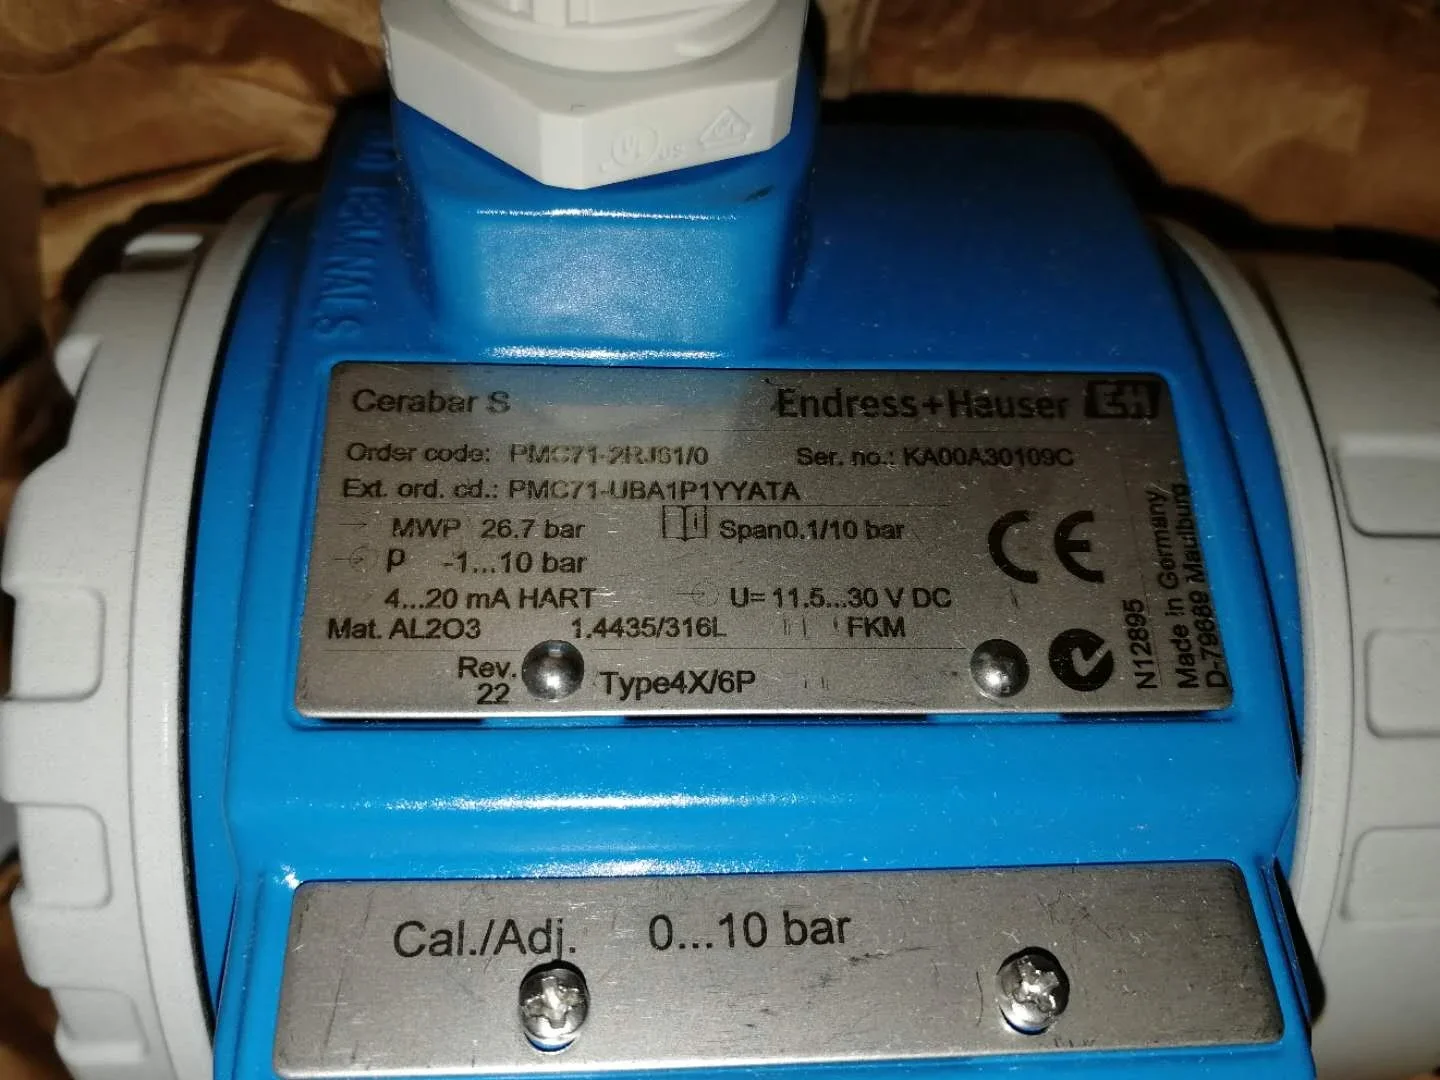 Cerabar S
Endress+Hauser EH
Order code: PMC71-2RJ61/0 Ser. no.: KA00A30109C
Ext. ord. cd.: PMC71-UBA1P1YYATA
MWP 26.7 bar Span0.1/10 bar
p -1...10 bar
4...20 mA HART U= 11.5...30 V DC
Mat. AL2O3 1.4435/316L FKM
Rev. 22 Type4X/6P
CE
N12895
Made in Germany
D-79689 Maulburg
Cal./Adj. 0...10 bar
UL US